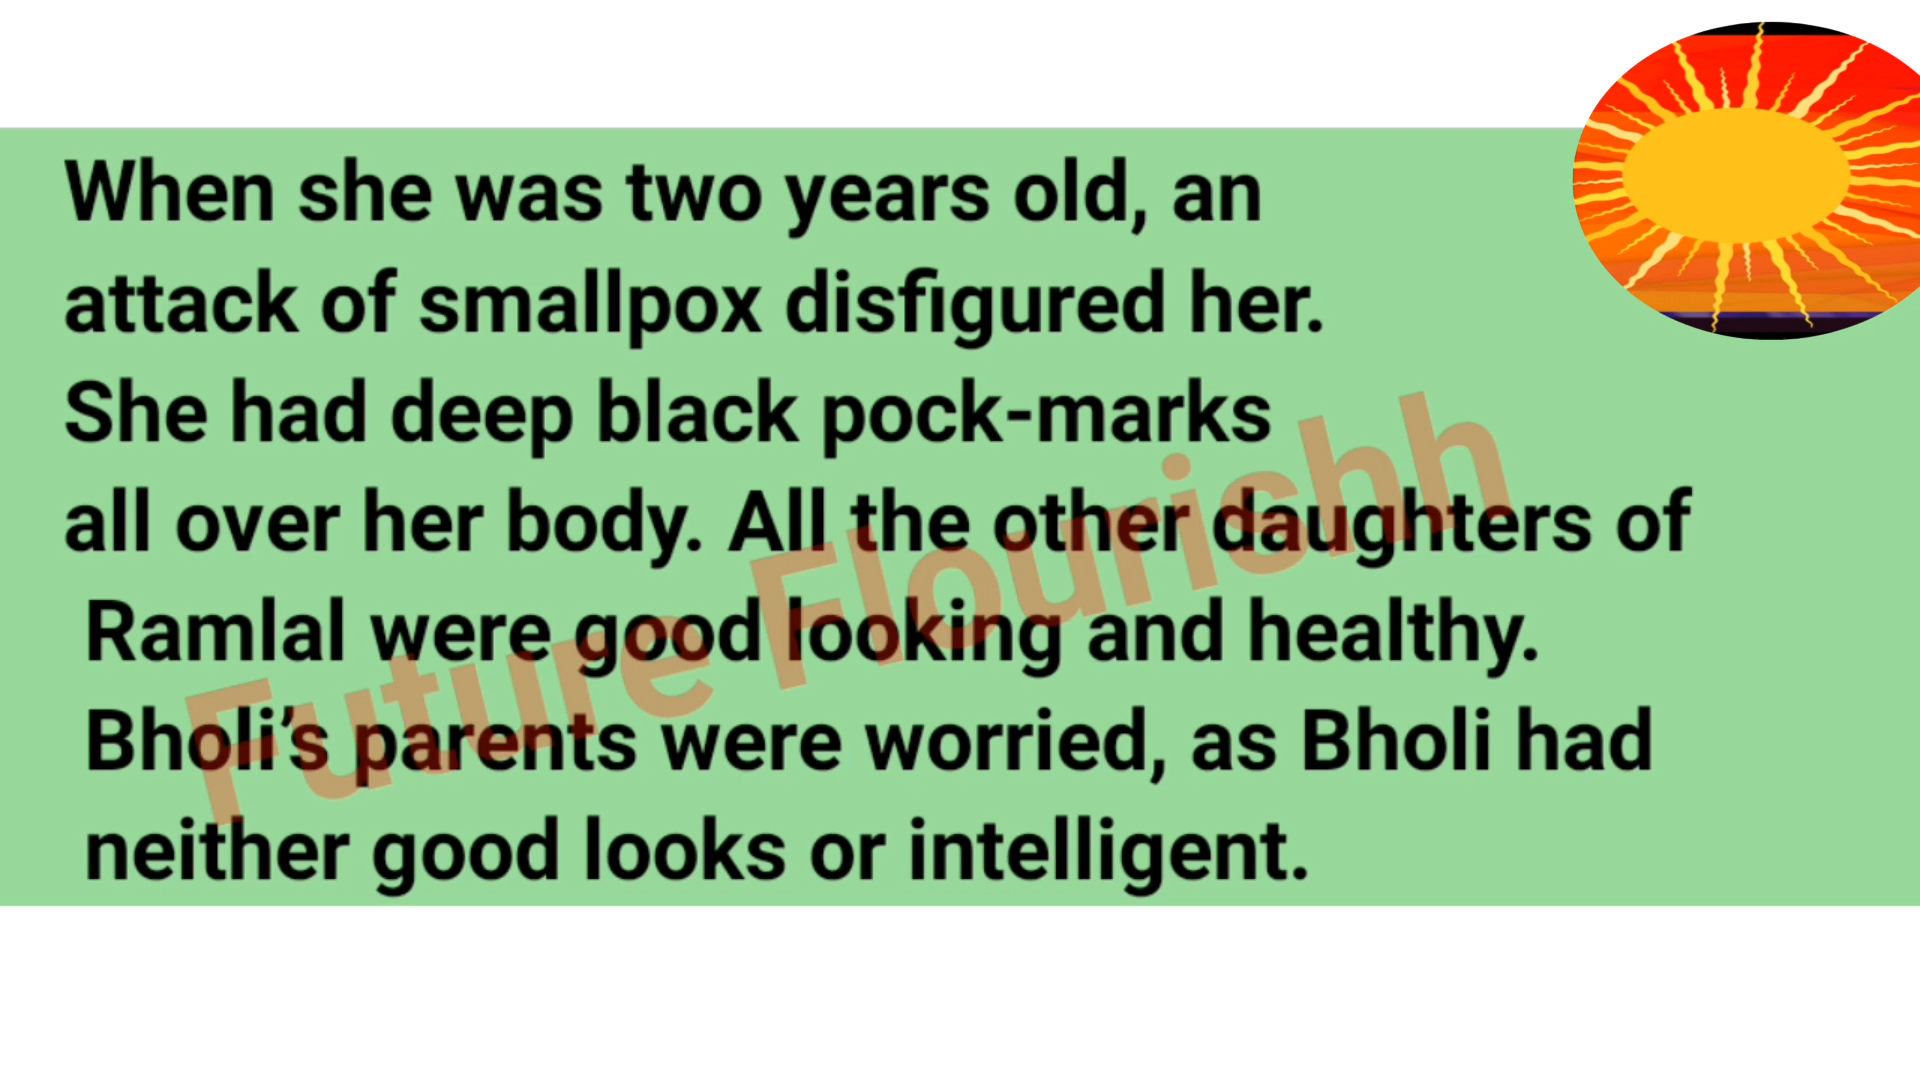 When she was two years old, an
attack of smallpox disfigured her.
She had deep black pock-marks
all over her body. All the other daughters of
Ramlal were good looking and healthy.
Bholi’s parents were worried, as Bholi had
neither good looks or intelligent.
Future Flourishh